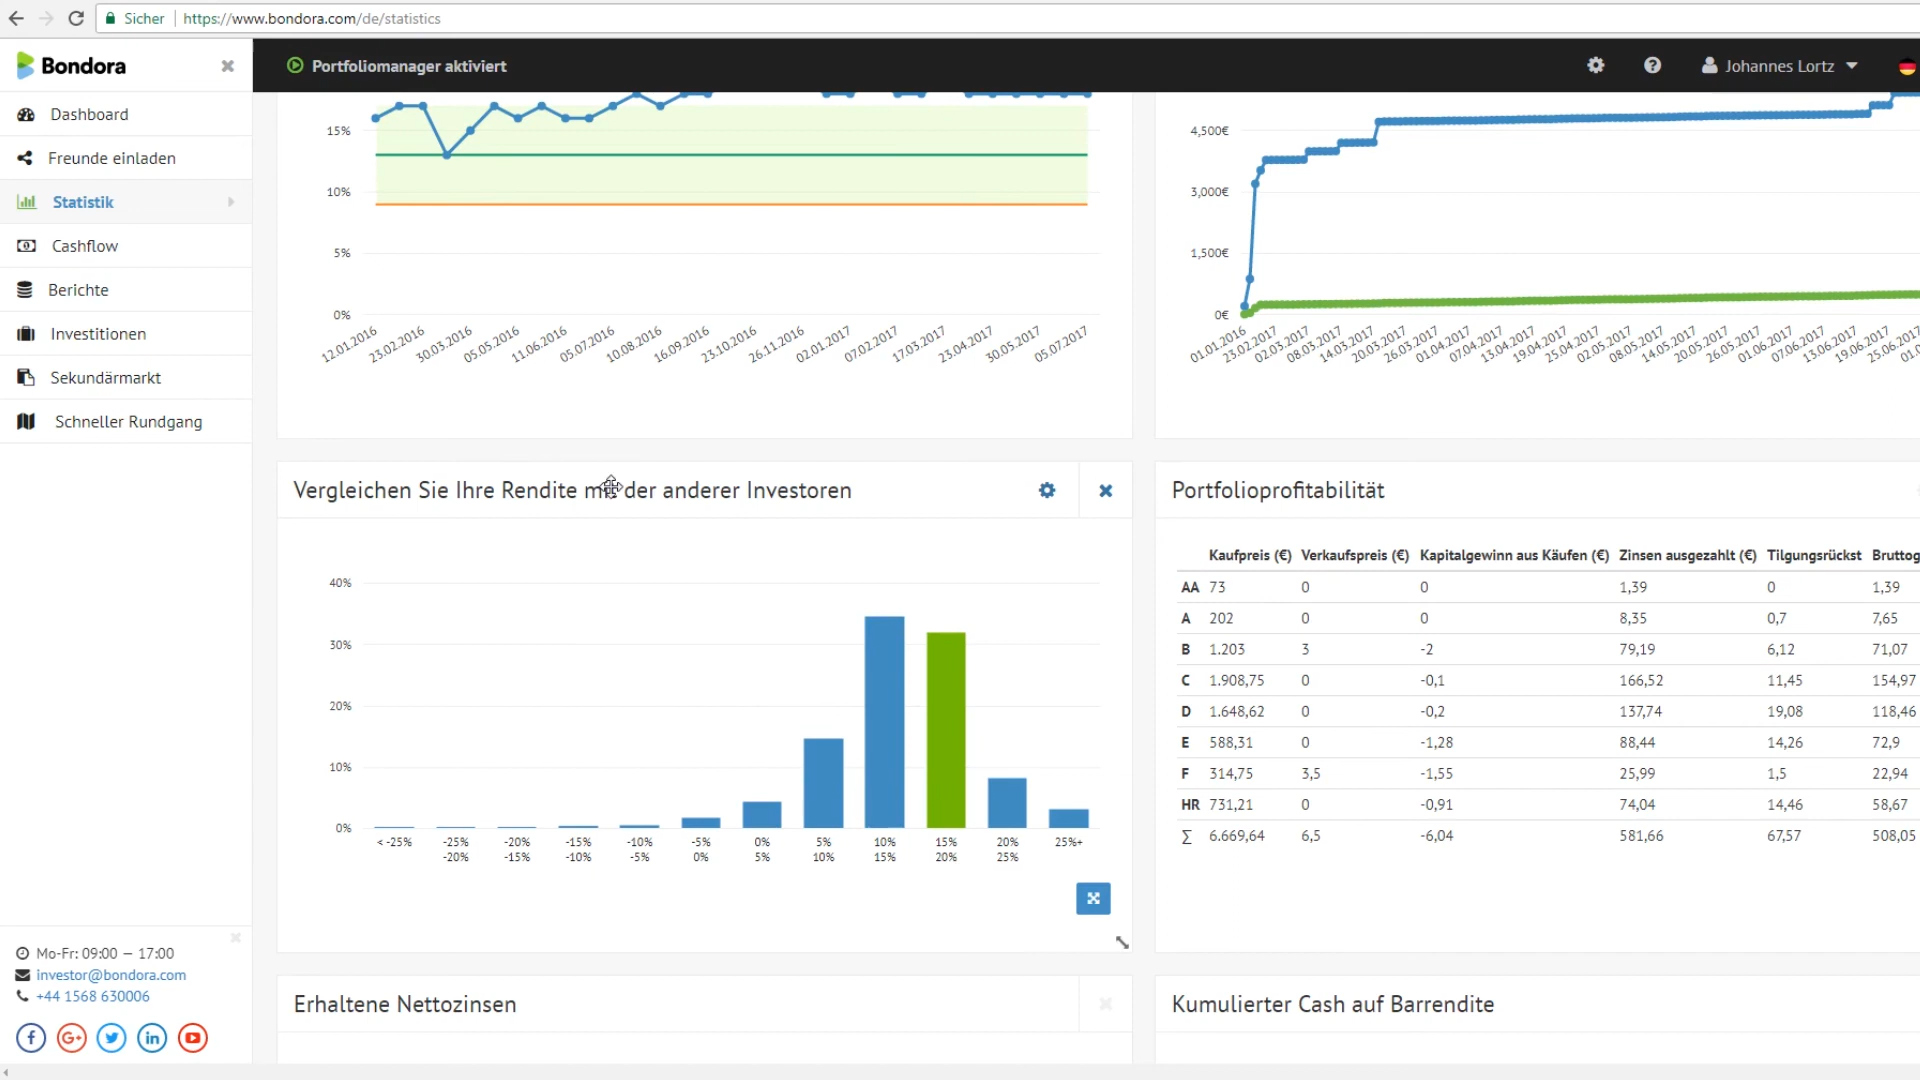 Sicher
https://www.bondora.com/de/statistics
Bondora
Portfoliomanager aktiviert
Johannes Lortz
Dashboard
Freunde einladen
Statistik
Cashflow
Berichte
Investitionen
Sekundärmarkt
Schneller Rundgang
15%
10%
5%
0%
12.01.2016 23.02.2016 30.03.2016 05.05.2016 11.06.2016 05.07.2016 10.08.2016 16.09.2016 23.10.2016 26.11.2016 02.01.2017 07.02.2017 17.03.2017 23.04.2017 30.05.2017 05.07.2017
4,500€
3,000€
1,500€
0€
01.01.2016 23.02.2017 02.03.2017 08.03.2017 14.03.2017 20.03.2017 26.03.2017 01.04.2017 07.04.2017 13.04.2017 19.04.2017 25.04.2017 02.05.2017 08.05.2017 14.05.2017 20.05.2017 26.05.2017 01.06.2017 07.06.2017 13.06.2017 19.06.2017 25.06.2017
Vergleichen Sie Ihre Rendite mit der anderer Investoren
40%
30%
20%
10%
0%
< -25% -25% -20% -15% -10% -5% 0% 5% 10% 15% 20% 25%+
-20% -15% -10% -5% 0% 5% 10% 15% 20% 25%
Portfolioprofitabilität
Kaufpreis (€) Verkaufspreis (€) Kapitalgewinn aus Käufen (€) Zinsen ausgezahlt (€) Tilgungsrückst Bruttog
AA 73 0 0 1,39 0 1,39
A 202 0 0 8,35 0,7 7,65
B 1.203 3 -2 79,19 6,12 71,07
C 1.908,75 0 -0,1 166,52 11,45 154,97
D 1.648,62 0 -0,2 137,74 19,08 118,46
E 588,31 0 -1,28 88,44 14,26 72,9
F 314,75 3,5 -1,55 25,99 1,5 22,94
HR 731,21 0 -0,91 74,04 14,46 58,67
∑ 6.669,64 6,5 -6,04 581,66 67,57 508,05
Erhaltene Nettozinsen
Kumulierter Cash auf Barrendite
Mo-Fr: 09:00 — 17:00
investor@bondora.com
+44 1568 630006